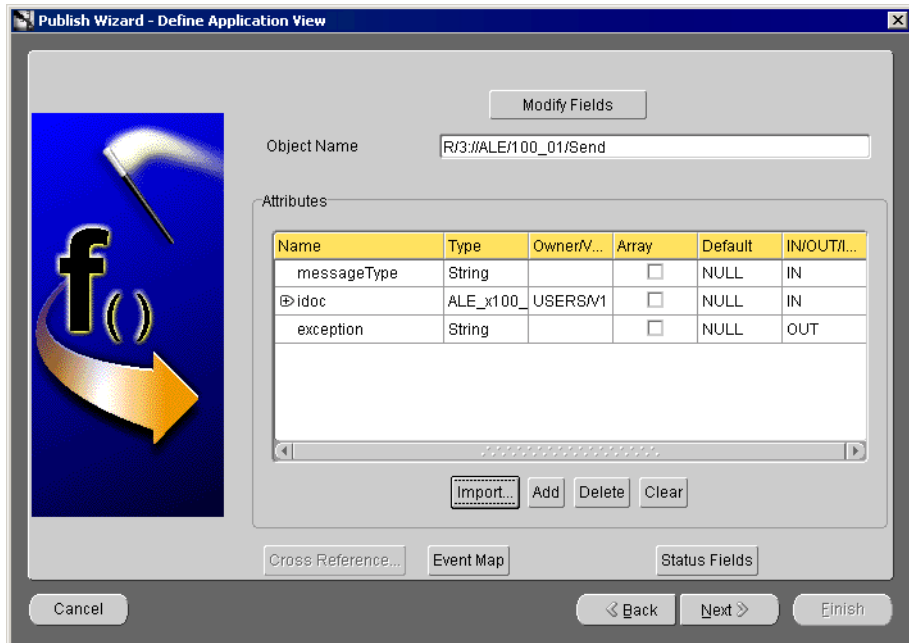 Publish Wizard - Define Application View
Modify Fields
Object Name R/3://ALE/100_01/Send
Attributes
Name Type Owner/V... Array Default IN/OUT/I...
messageType String NULL IN
idoc ALE_x100_ USERS/V1 NULL IN
exception String NULL OUT
Import... Add Delete Clear
Cross Reference... Event Map Status Fields
Cancel Back Next Finish
f()